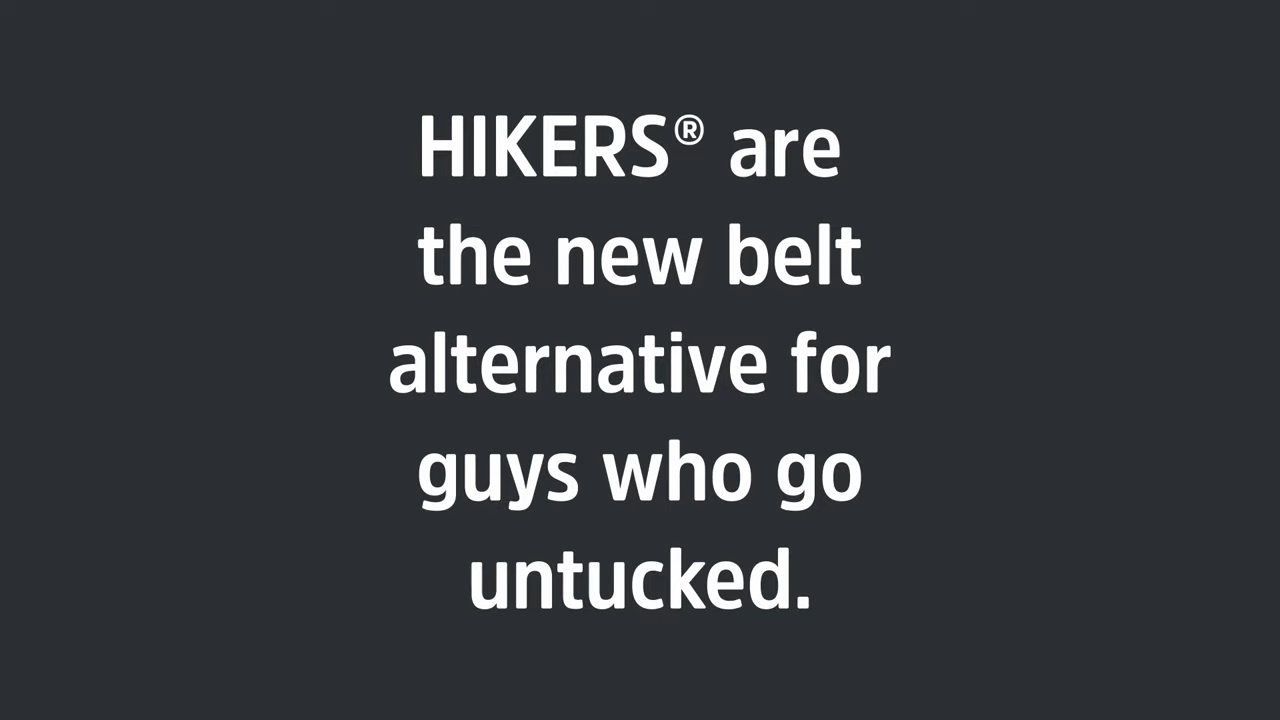 HIKERS® are
the new belt
alternative for
guys who go
untucked.